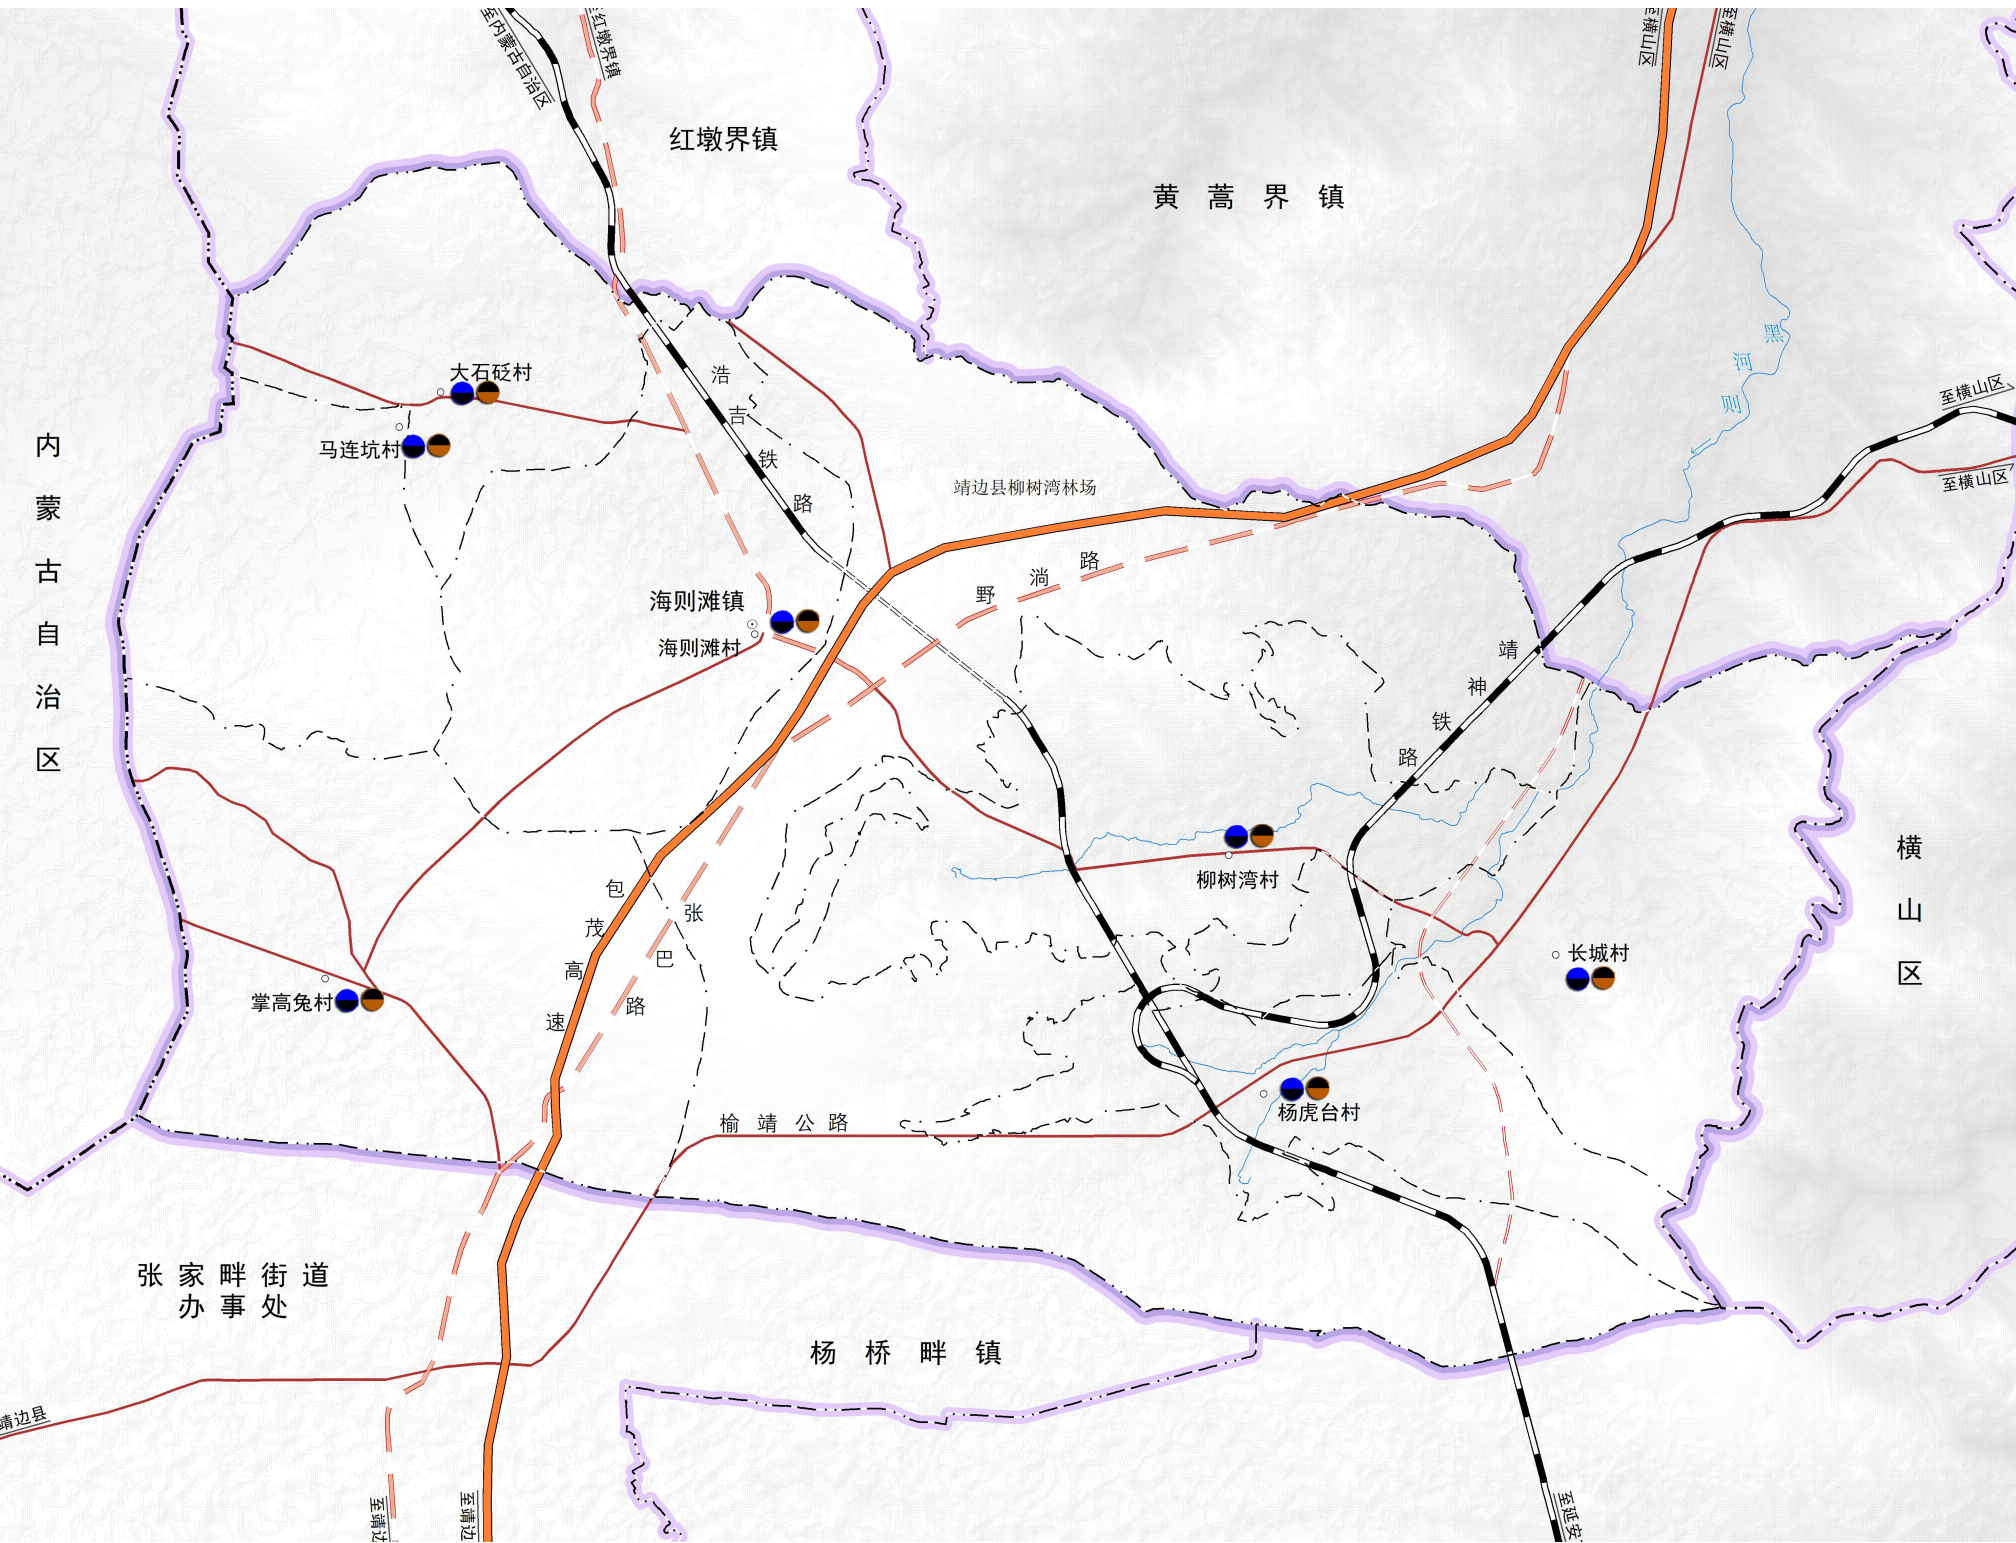 至内蒙古自治区
至红墩界镇
至横山区
至横山区
红墩界镇
黄蒿界镇
黑则河
大石砭村
浩吉铁路
马连坑村
至横山区
至横山区
靖边县柳树湾林场
内蒙古自治区
野淌路
海则滩镇
海则滩村
靖神铁路
柳树湾村
横山区
包茂高速
张巴路
长城村
掌高兔村
杨虎台村
榆靖公路
张家畔街道
办事处
杨桥畔镇
靖边县
至靖边
至靖边
至延安